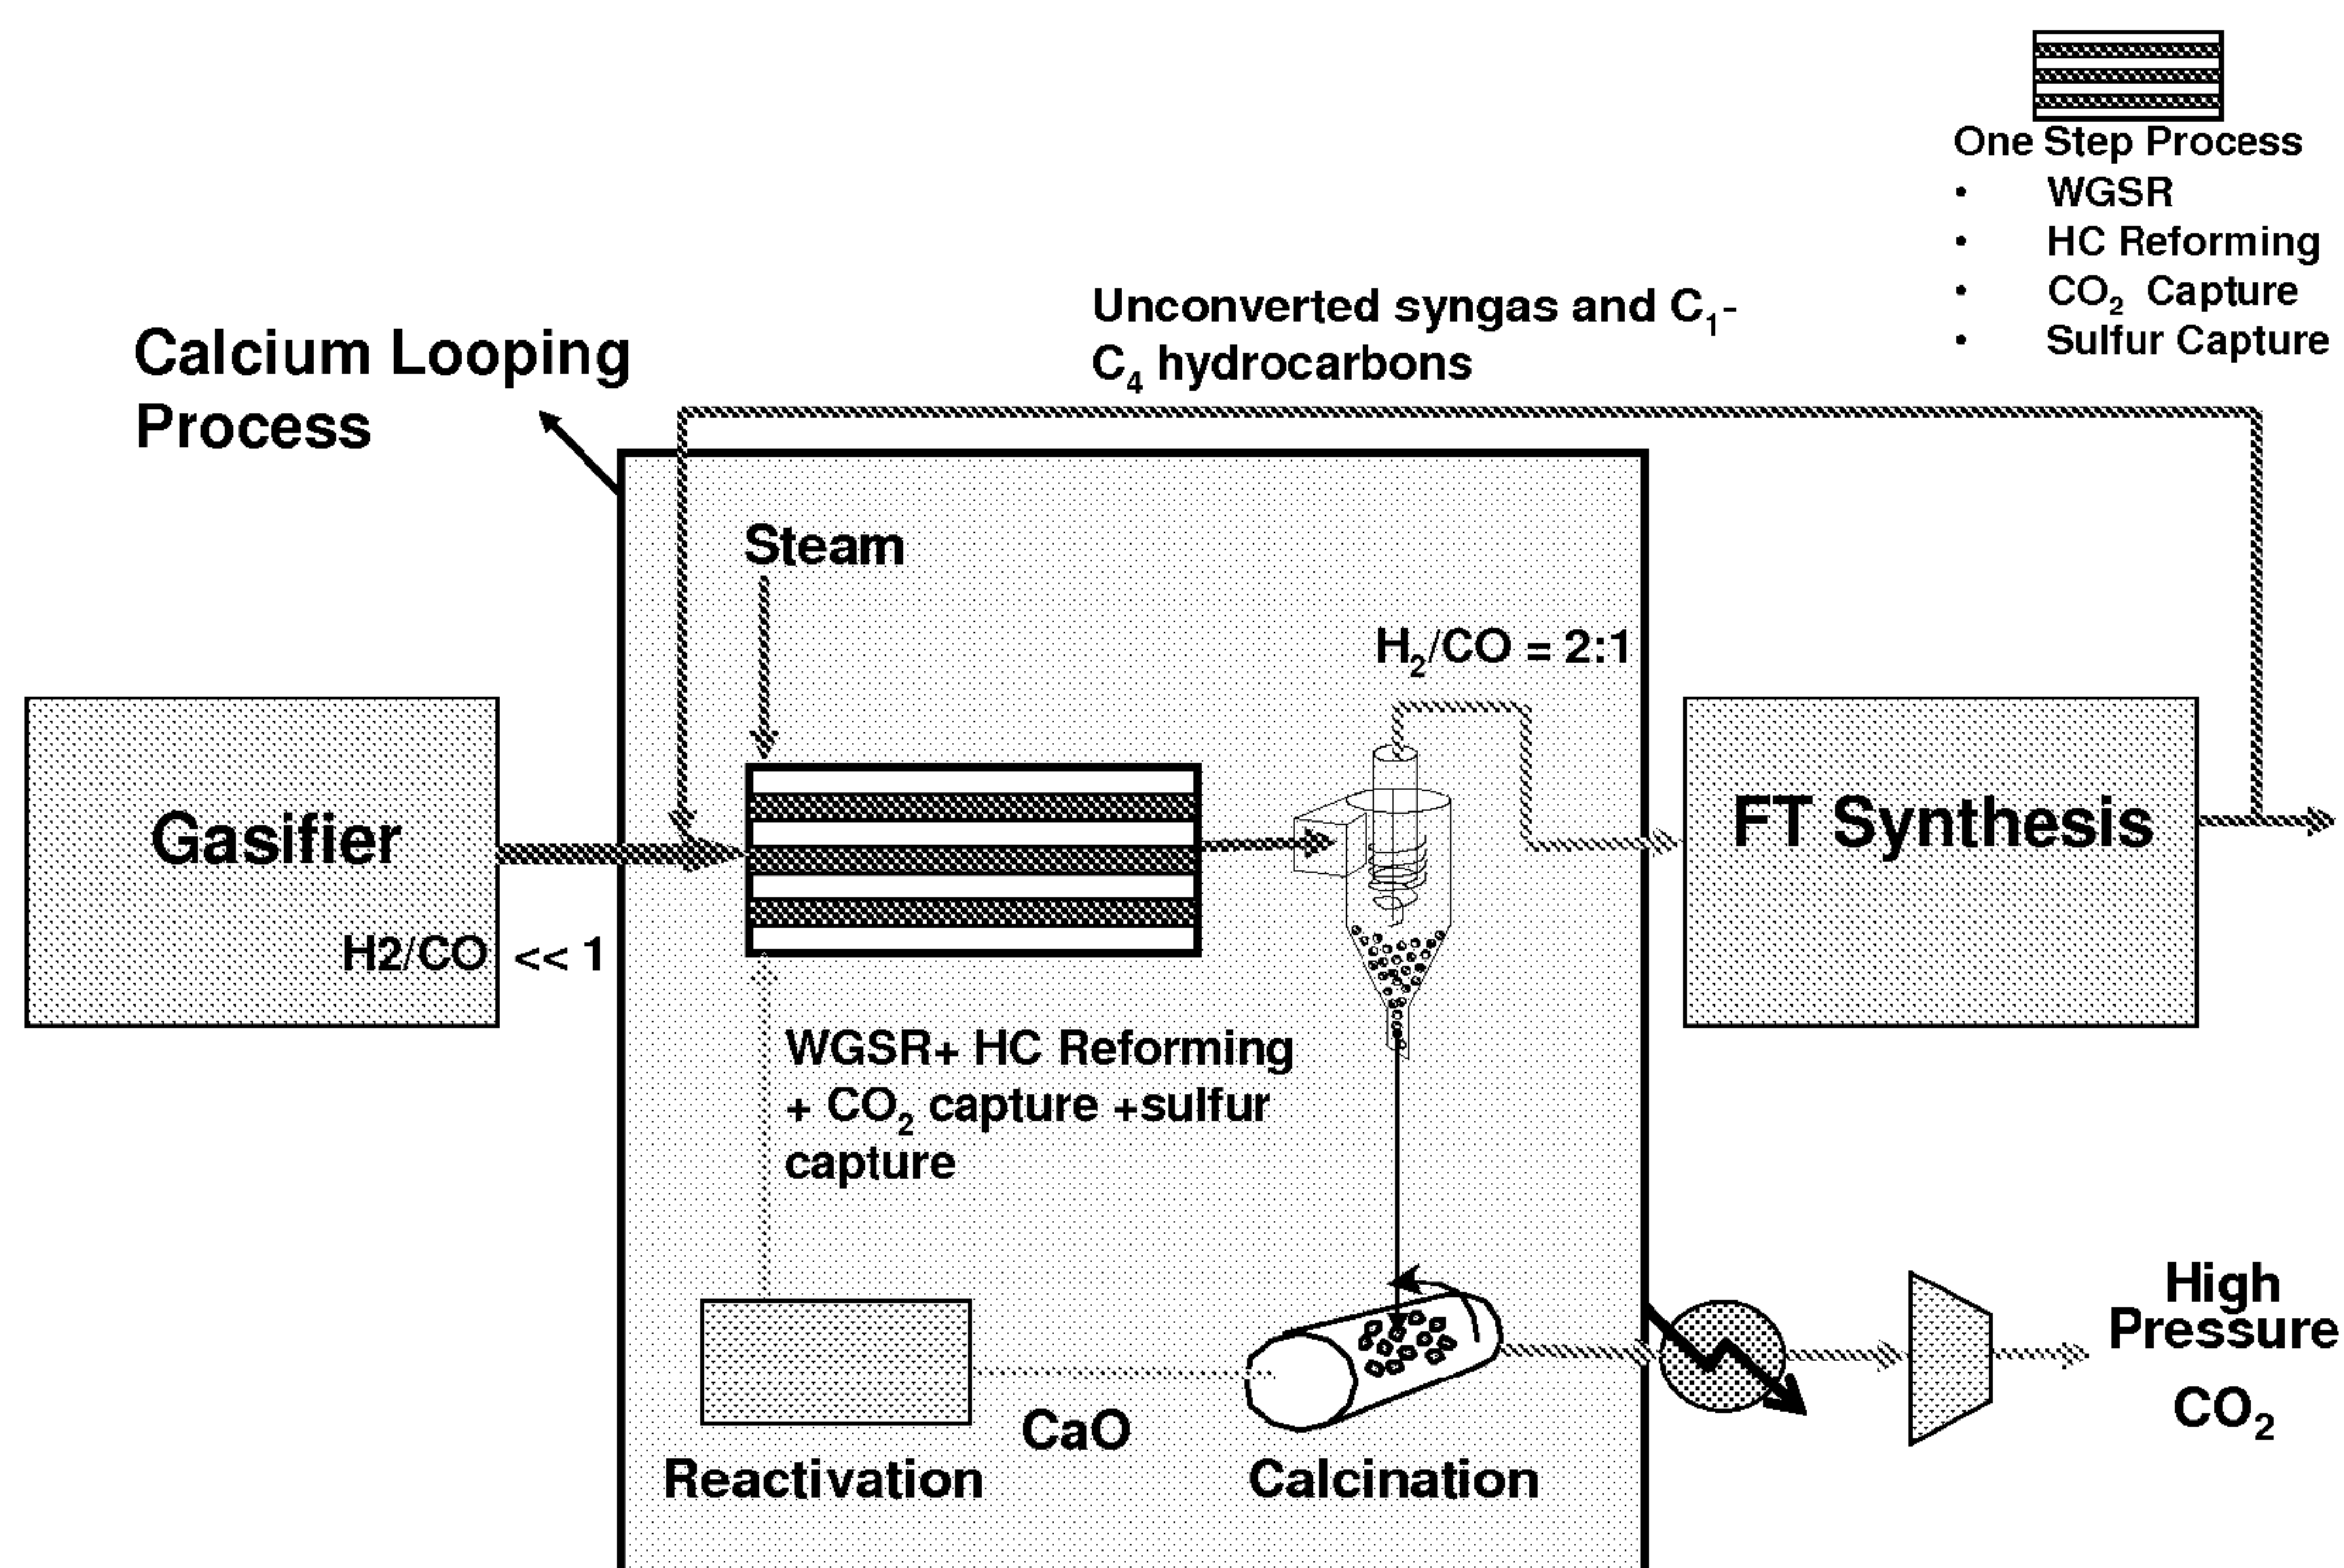 One Step Process
• WGSR
• HC Reforming
• CO₂ Capture
• Sulfur Capture
Unconverted syngas and C₁-
C₄ hydrocarbons
Calcium Looping
Process
Steam
H₂/CO = 2:1
Gasifier
FT Synthesis
H2/CO << 1
WGSR+ HC Reforming
+ CO₂ capture +sulfur
capture
High
Pressure
CO₂
CaO
Reactivation
Calcination